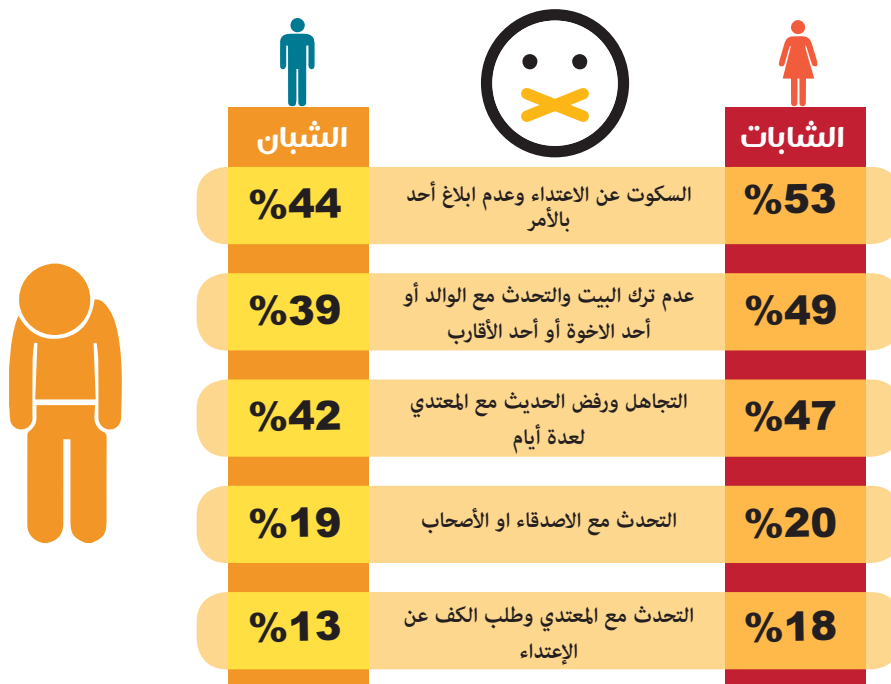 الشابات
الشبان
%53
السكوت عن الاعتداء وعدم ابلاغ أحد
بالأمر
%44
%49
عدم ترك البيت والتحدث مع الوالد أو
أحد الاخوة أو أحد الأقارب
%39
%47
التجاهل ورفض الحديث مع المعتدي
لعدة أيام
%42
%20
التحدث مع الاصدقاء او الأصحاب
%19
%18
التحدث مع المعتدي وطلب الكف عن
الإعتداء
%13